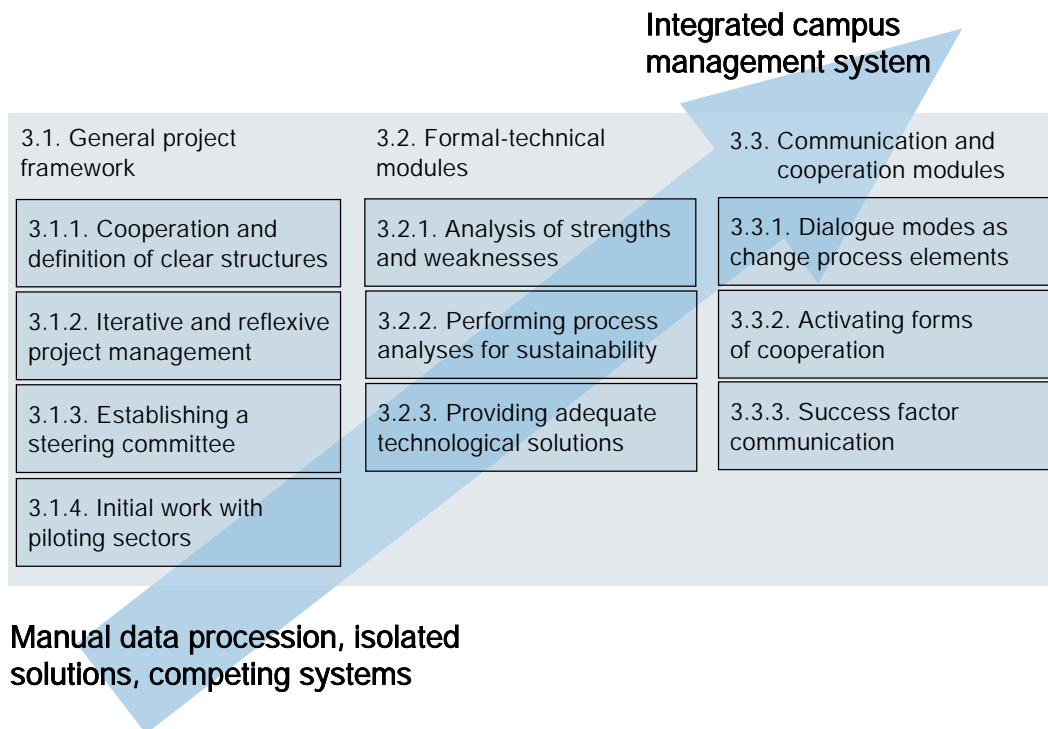 Integrated campus
management system
3.1. General project
framework
3.1.1. Cooperation and
definition of clear structures
3.1.2. Iterative and reflexive
project management
3.1.3. Establishing a
steering committee
3.1.4. Initial work with
piloting sectors
3.2. Formal-technical
modules
3.2.1. Analysis of strengths
and weaknesses
3.2.2. Performing process
analyses for sustainability
3.2.3. Providing adequate
technological solutions
3.3. Communication and
cooperation modules
3.3.1. Dialogue modes as
change process elements
3.3.2. Activating forms
of cooperation
3.3.3. Success factor
communication
Manual data procession, isolated
solutions, competing systems